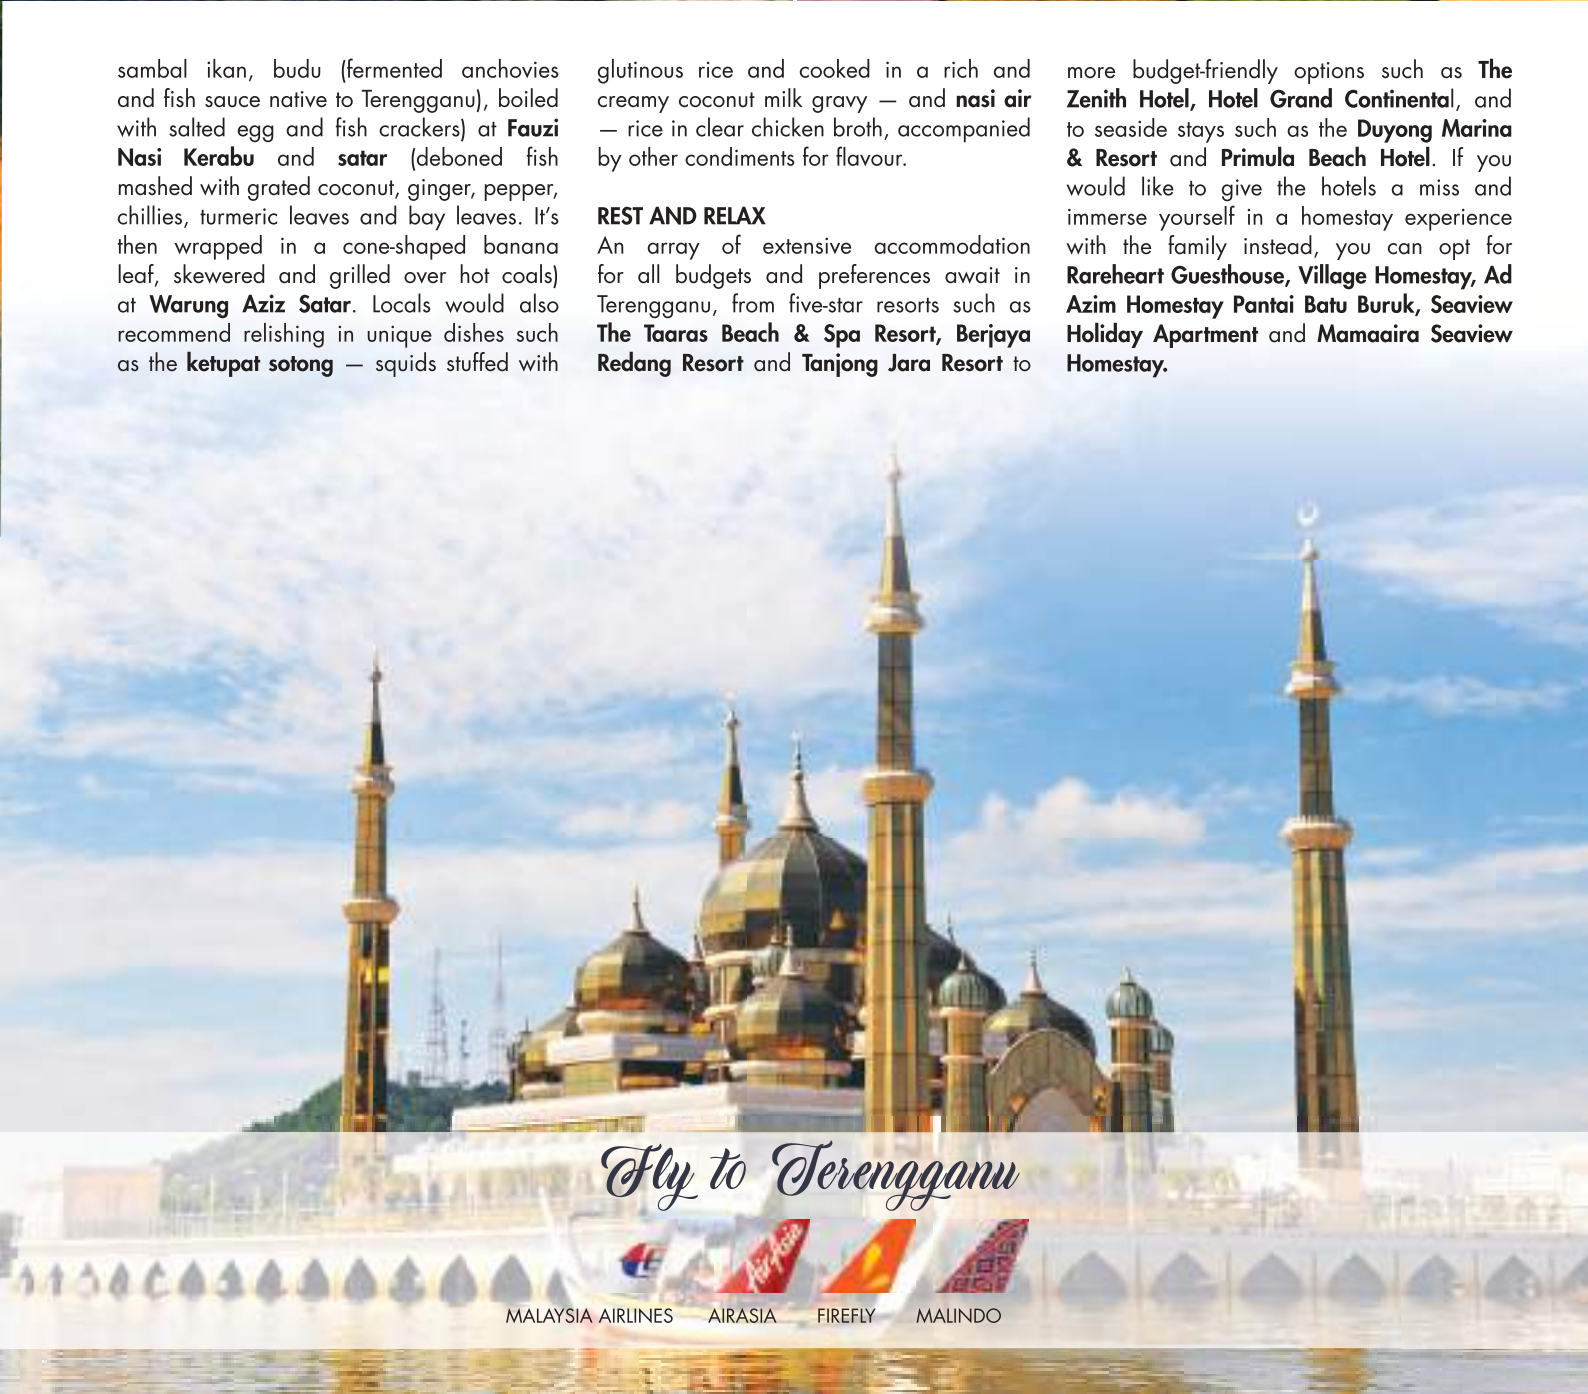 sambal ikan, budu (fermented anchovies
and fish sauce native to Terengganu), boiled
with salted egg and fish crackers) at Fauzi
Nasi Kerabu and satar (deboned fish
mashed with grated coconut, ginger, pepper,
chillies, turmeric leaves and bay leaves. It's
then wrapped in a cone-shaped banana
leaf, skewered and grilled over hot coals)
at Warung Aziz Satar. Locals would also
recommend relishing in unique dishes such
as the ketupat sotong — squids stuffed with
glutinous rice and cooked in a rich and
creamy coconut milk gravy — and nasi air
— rice in clear chicken broth, accompanied
by other condiments for flavour.
REST AND RELAX
An array of extensive accommodation
for all budgets and preferences await in
Terengganu, from five-star resorts such as
The Taaras Beach & Spa Resort, Berjaya
Redang Resort and Tanjong Jara Resort to
more budget-friendly options such as The
Zenith Hotel, Hotel Grand Continental, and
to seaside stays such as the Duyong Marina
& Resort and Primula Beach Hotel. If you
would like to give the hotels a miss and
immerse yourself in a homestay experience
with the family instead, you can opt for
Rareheart Guesthouse, Village Homestay, Ad
Azim Homestay Pantai Batu Buruk, Seaview
Holiday Apartment and Mamaaira Seaview
Homestay.
Fly to Terengganu
AirAsia
MALAYSIA AIRLINES AIRASIA FIREFLY MALINDO